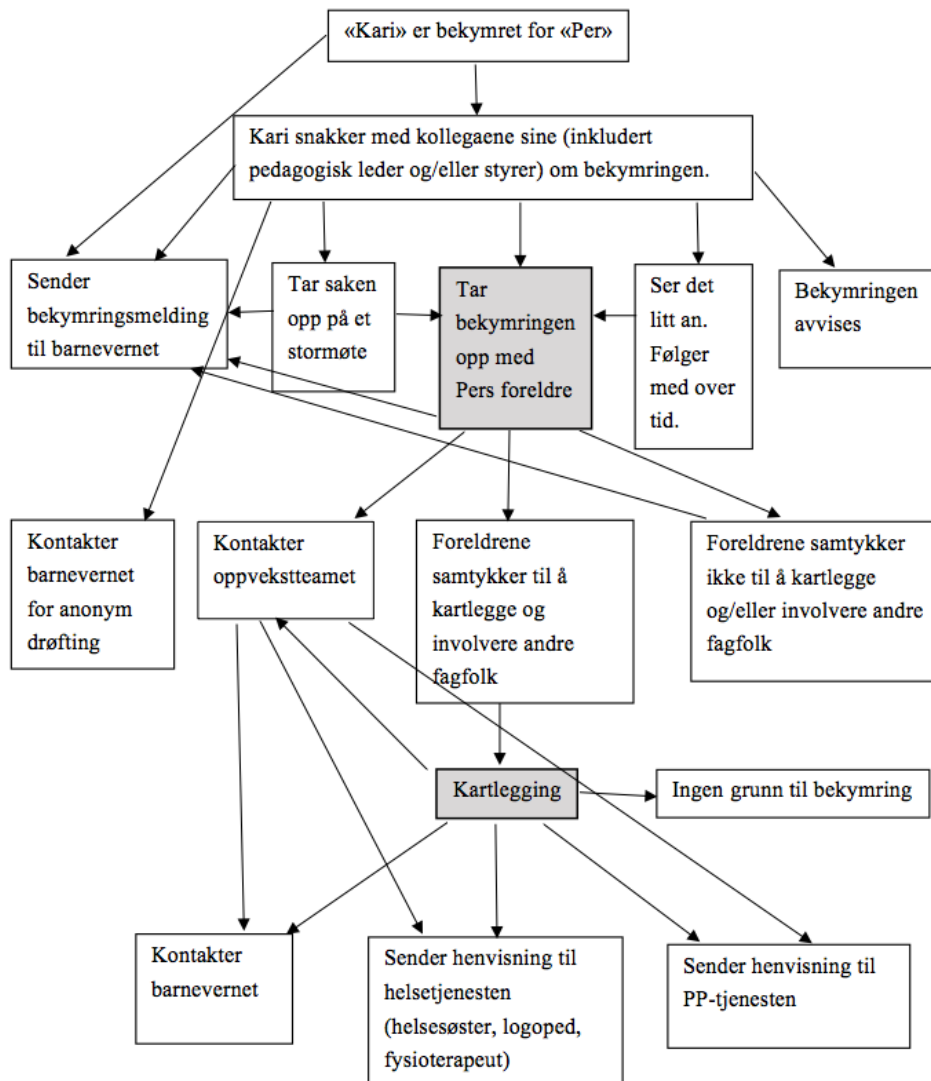 «Kari» er bekymret for «Per»
Kari snakker med kollegaene sine (inkludert
pedagogisk leder og/eller styrer) om bekymringen.
Sender
bekymringsmelding
til barnevernet
Tar saken
opp på et
stormøte
Tar
bekymringen
opp med
Pers foreldre
Ser det
litt an.
Følger
med over
tid.
Bekymringen
avvises
Kontakter
barnevernet
for anonym
drøfting
Kontakter
oppvekstteamet
Foreldrene
samtykker til å
kartlegge og
involvere andre
fagfolk
Foreldrene samtykker
ikke til å kartlegge
og/eller involvere andre
fagfolk
Kartlegging
Ingen grunn til bekymring
Kontakter
barnevernet
Sender henvisning til
helsetjenesten
(helsesøster, logoped,
fysioterapeut)
Sender henvisning til
PP-tjenesten